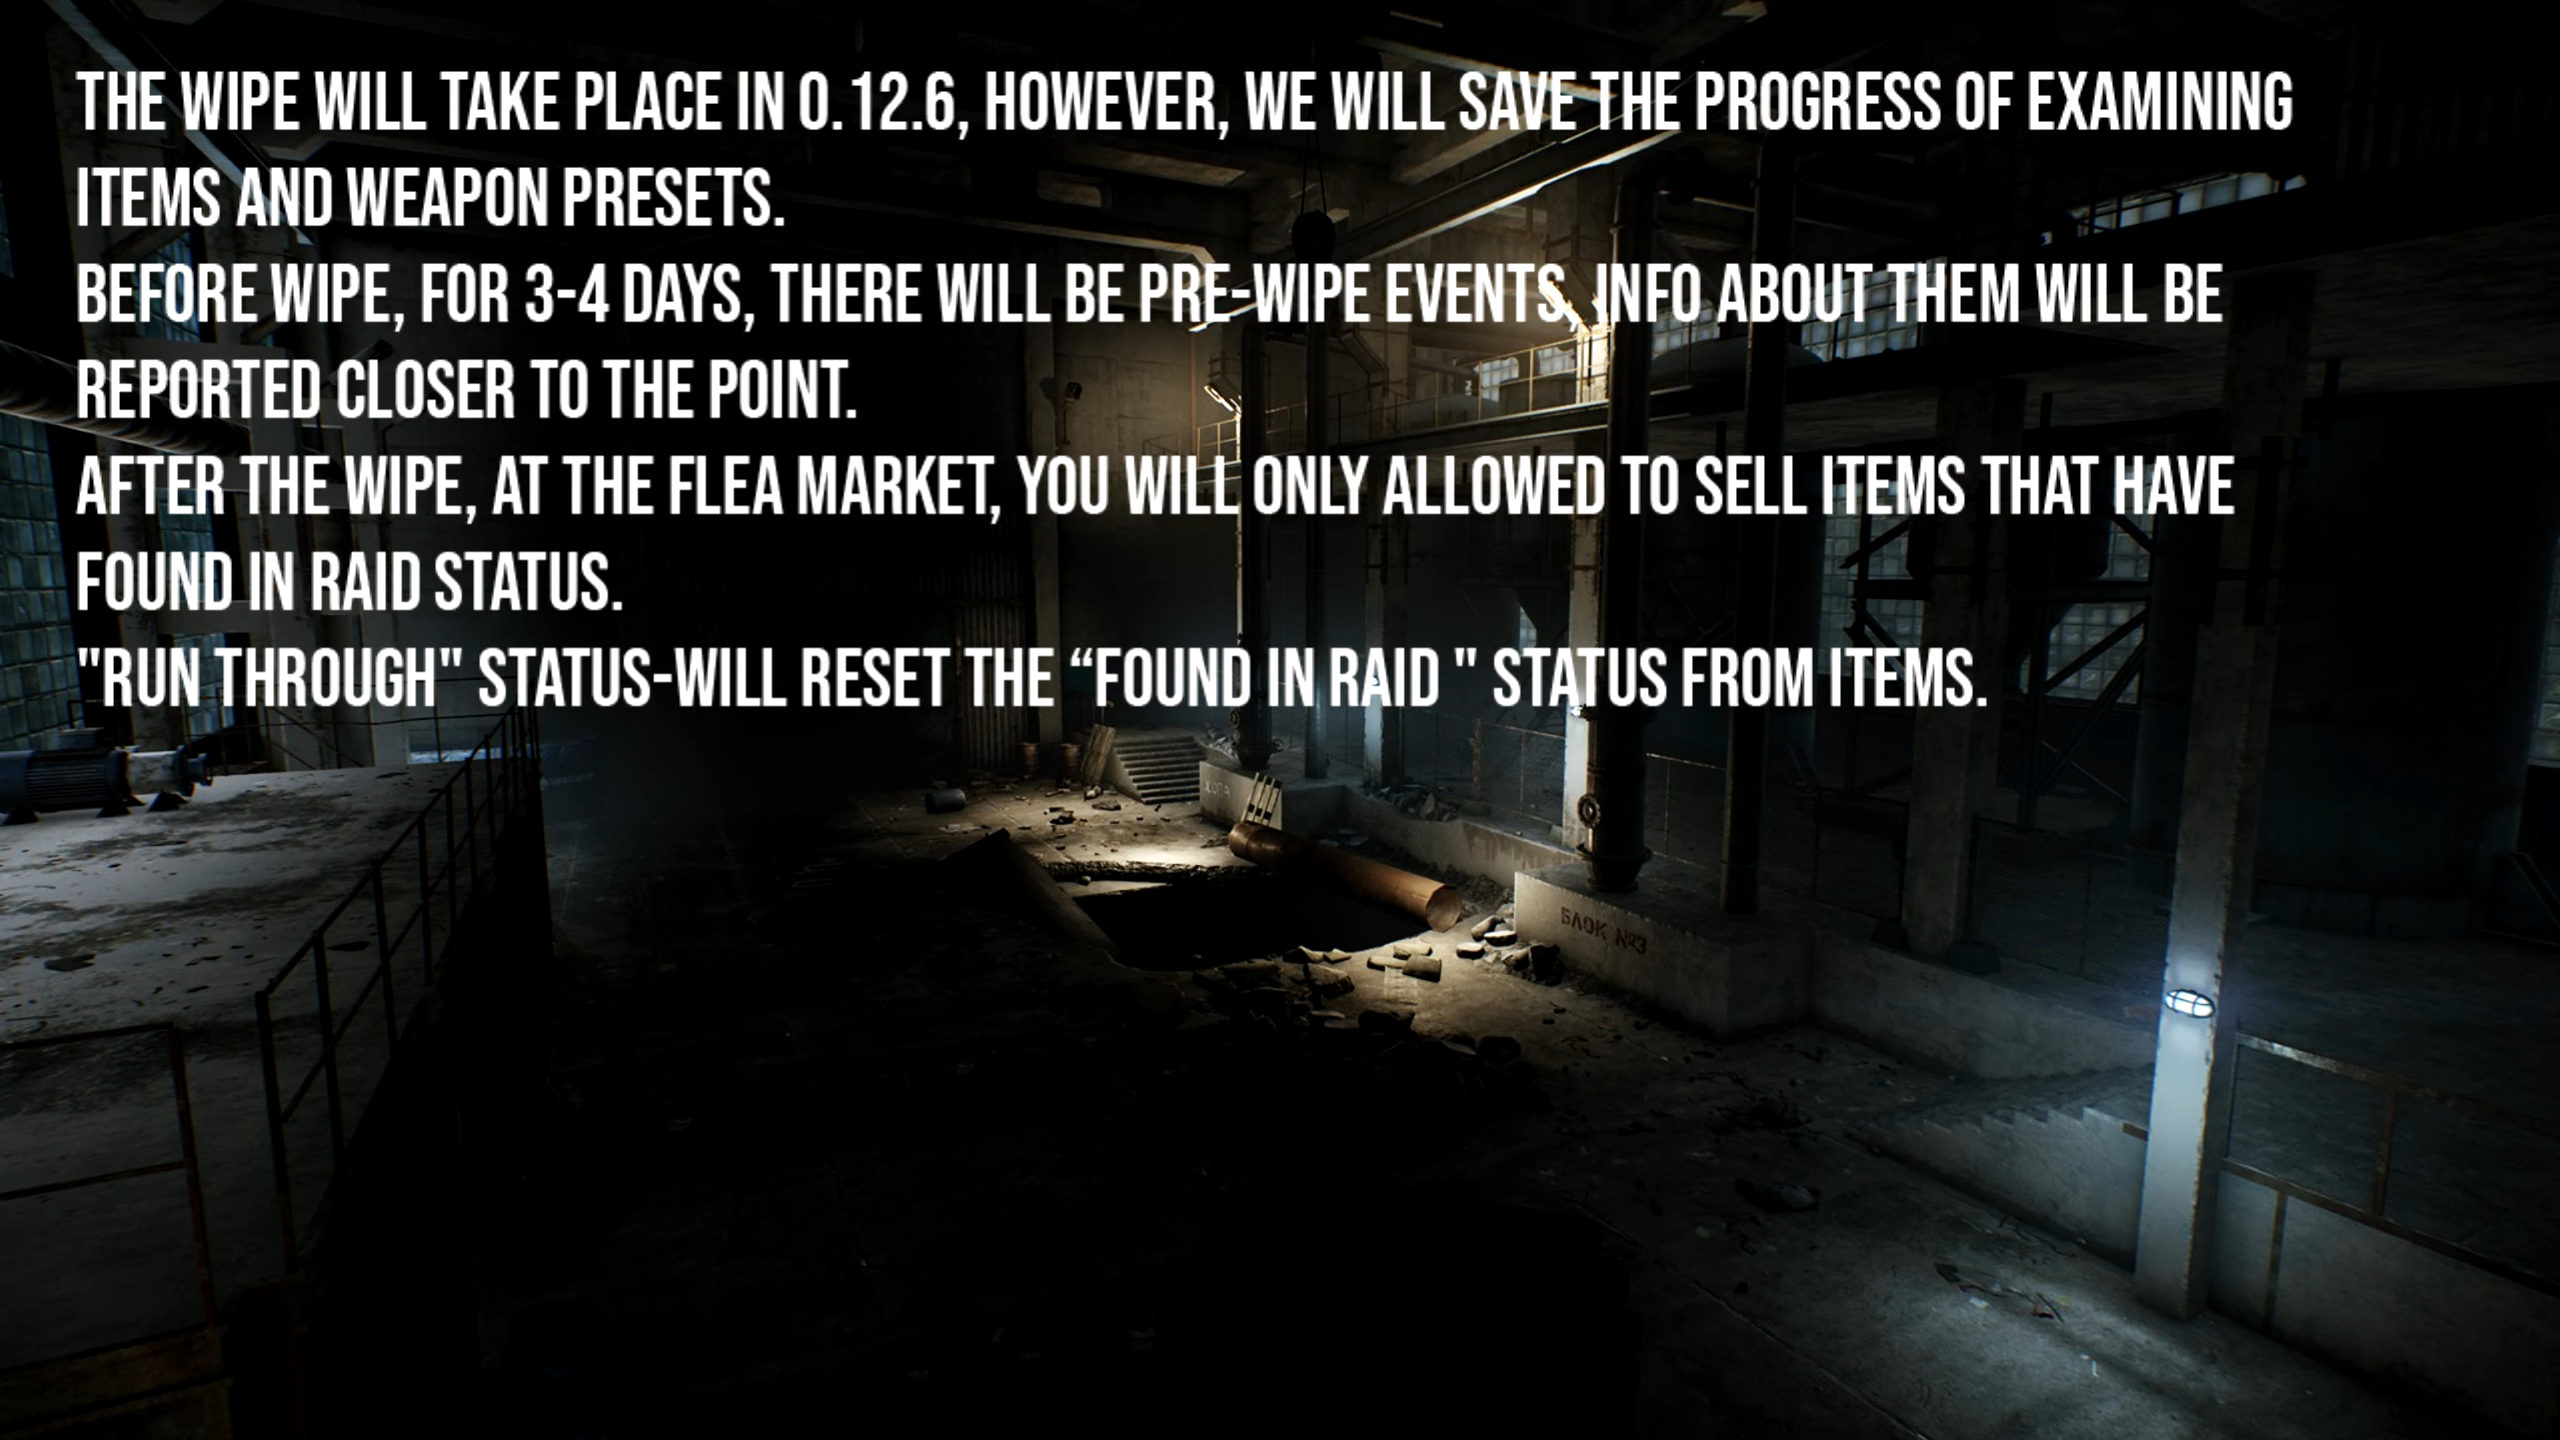 THE WIPE WILL TAKE PLACE IN 0.12.6, HOWEVER, WE WILL SAVE THE PROGRESS OF EXAMINING
ITEMS AND WEAPON PRESETS.
BEFORE WIPE, FOR 3-4 DAYS, THERE WILL BE PRE-WIPE EVENTS, INFO ABOUT THEM WILL BE
REPORTED CLOSER TO THE POINT.
AFTER THE WIPE, AT THE FLEA MARKET, YOU WILL ONLY ALLOWED TO SELL ITEMS THAT HAVE
FOUND IN RAID STATUS.
"RUN THROUGH" STATUS-WILL RESET THE “FOUND IN RAID " STATUS FROM ITEMS.
БЛОК №3